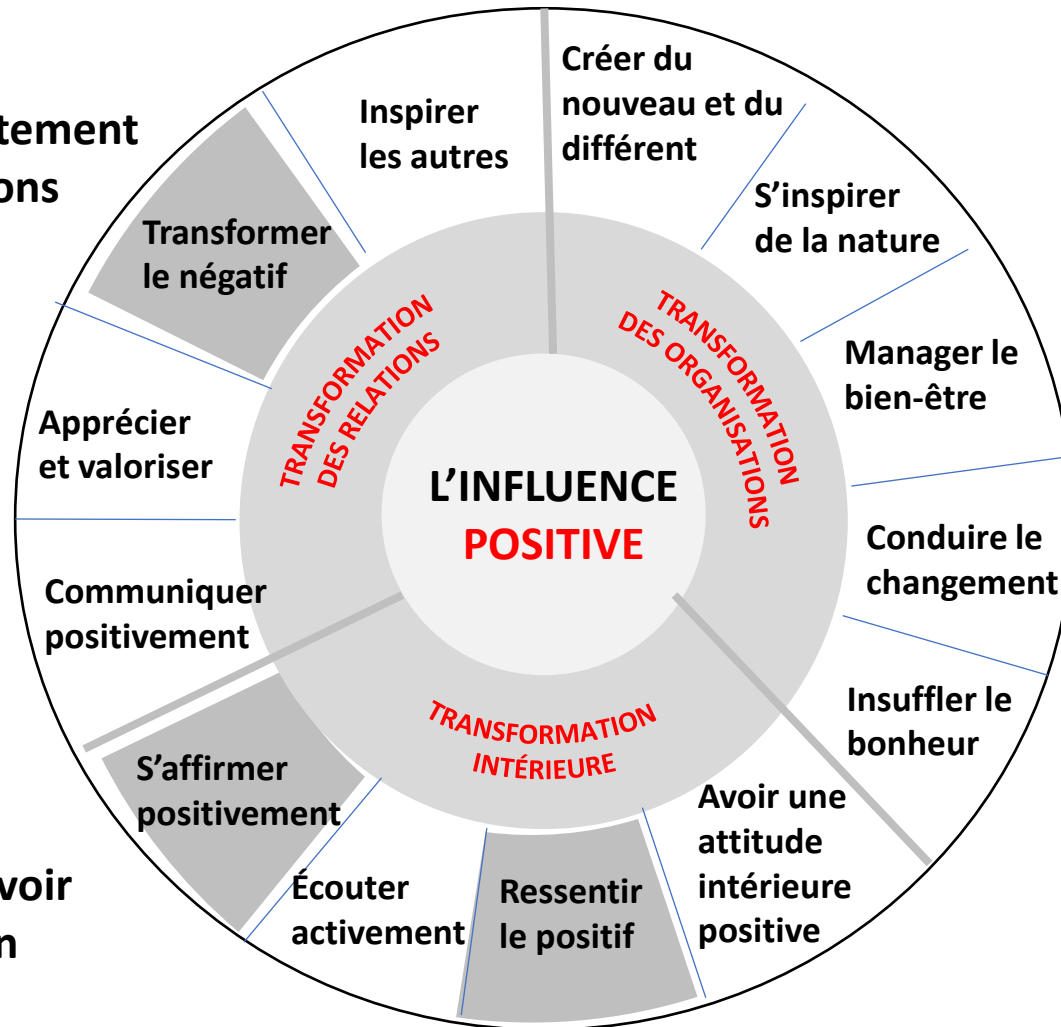 tement
ons
voir
n
L'INFLUENCE
POSITIVE
TRANSFORMATION
DES ORGANISATIONS
Créer du
nouveau et du
différent
S'inspirer
de la nature
Manager le
bien-être
Conduire le
changement
Insuffler le
bonheur
TRANSFORMATION
INTÉRIEURE
Avoir une
attitude
intérieure
positive
Ressentir
le positif
Écouter
activement
S'affirmer
positivement
TRANSFORMATION
DES RELATIONS
Communiquer
positivement
Apprécier
et valoriser
Transformer
le négatif
Inspirer
les autres